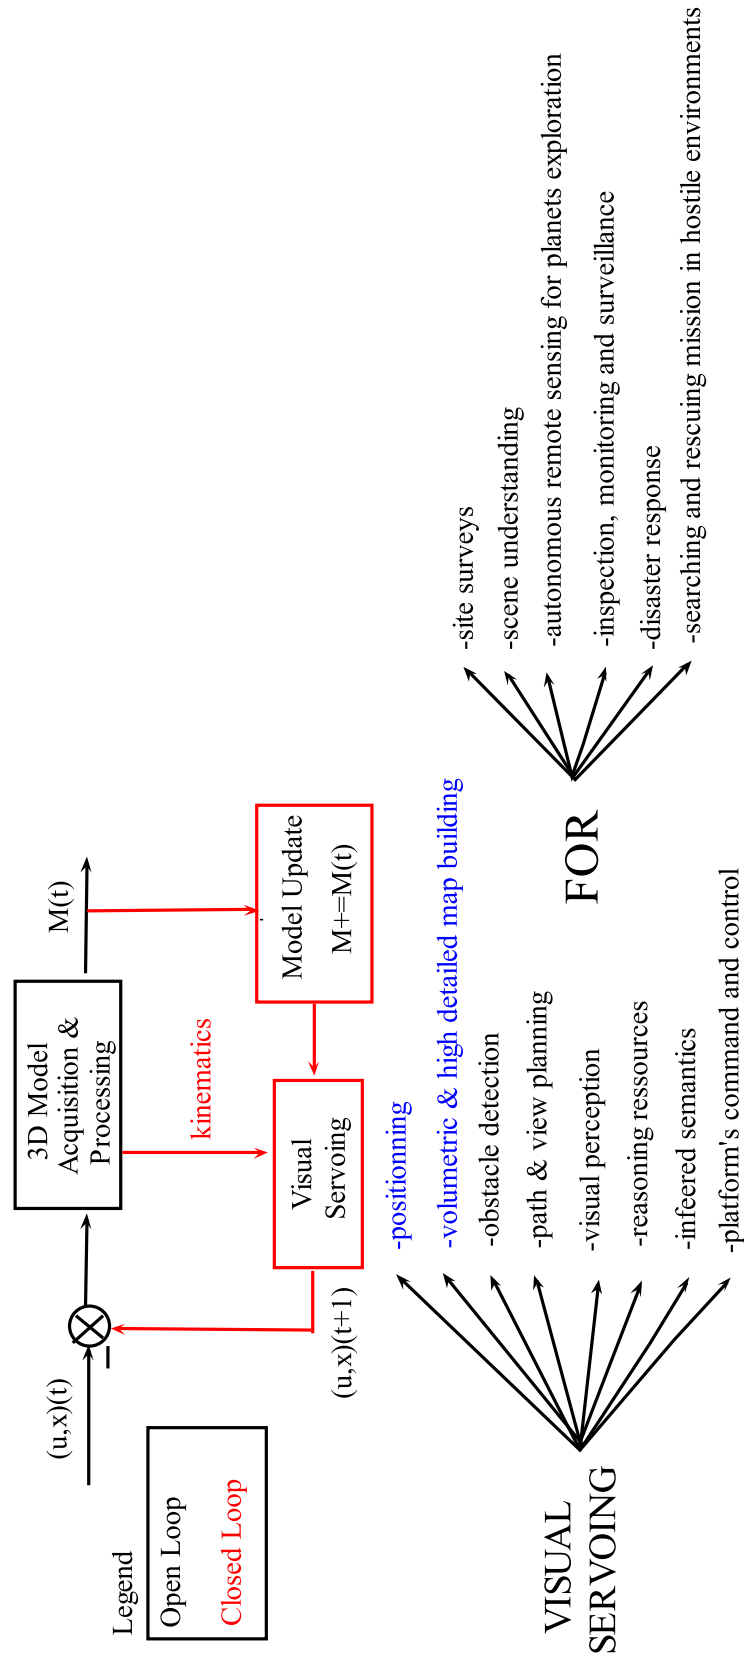 Legend
Open Loop
Closed Loop
(u,x)(t)
3D Model
Acquisition &
Processing
M(t)
kinematics
(u,x)(t+1)
Visual
Servoing
Model Update
M+=M(t)
VISUAL
SERVOING
-positionning
-volumetric & high detailed map building
-obstacle detection
-path & view planning
-visual perception
-reasoning ressources
-infeered semantics
-platform's command and control
FOR
-site surveys
-scene understanding
-autonomous remote sensing for planets exploration
-inspection, monitoring and surveillance
-disaster response
-searching and rescuing mission in hostile environments